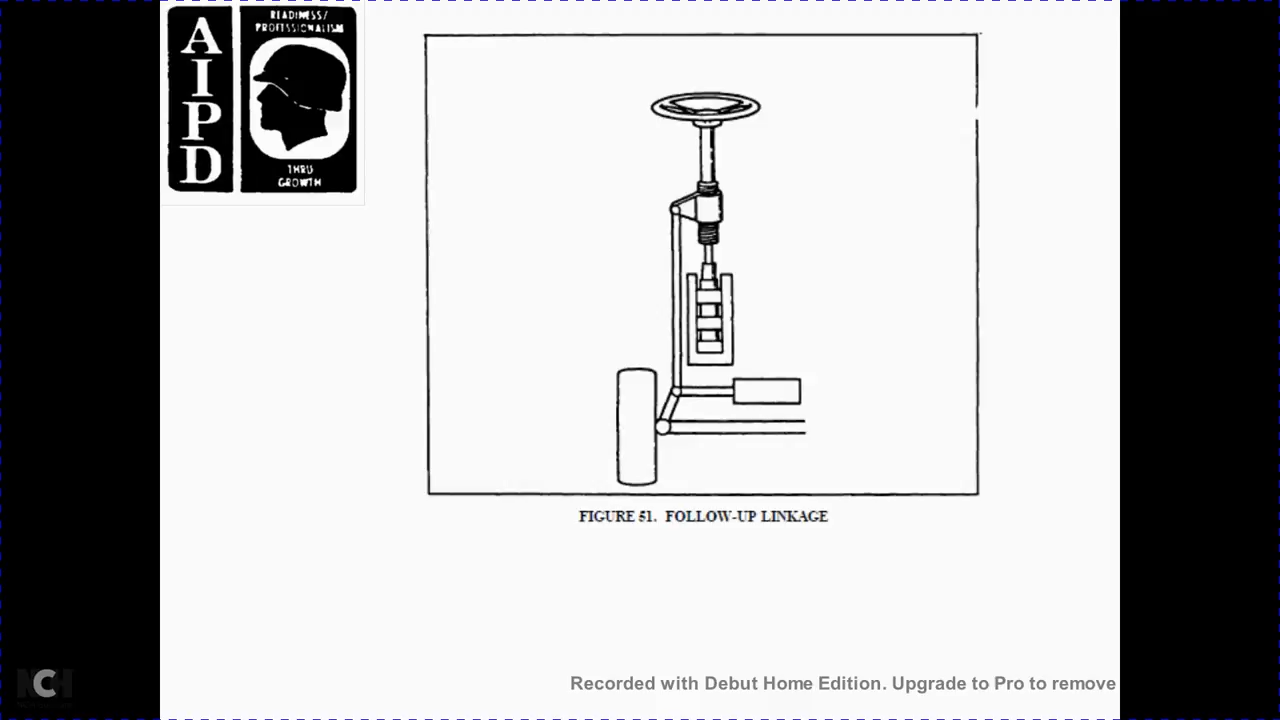 AIPD
READINESS/
PROFESSIONALISM
THRU
GROWTH
FIGURE 51. FOLLOW-UP LINKAGE
NCH
Recorded with Debut Home Edition. Upgrade to Pro to remove